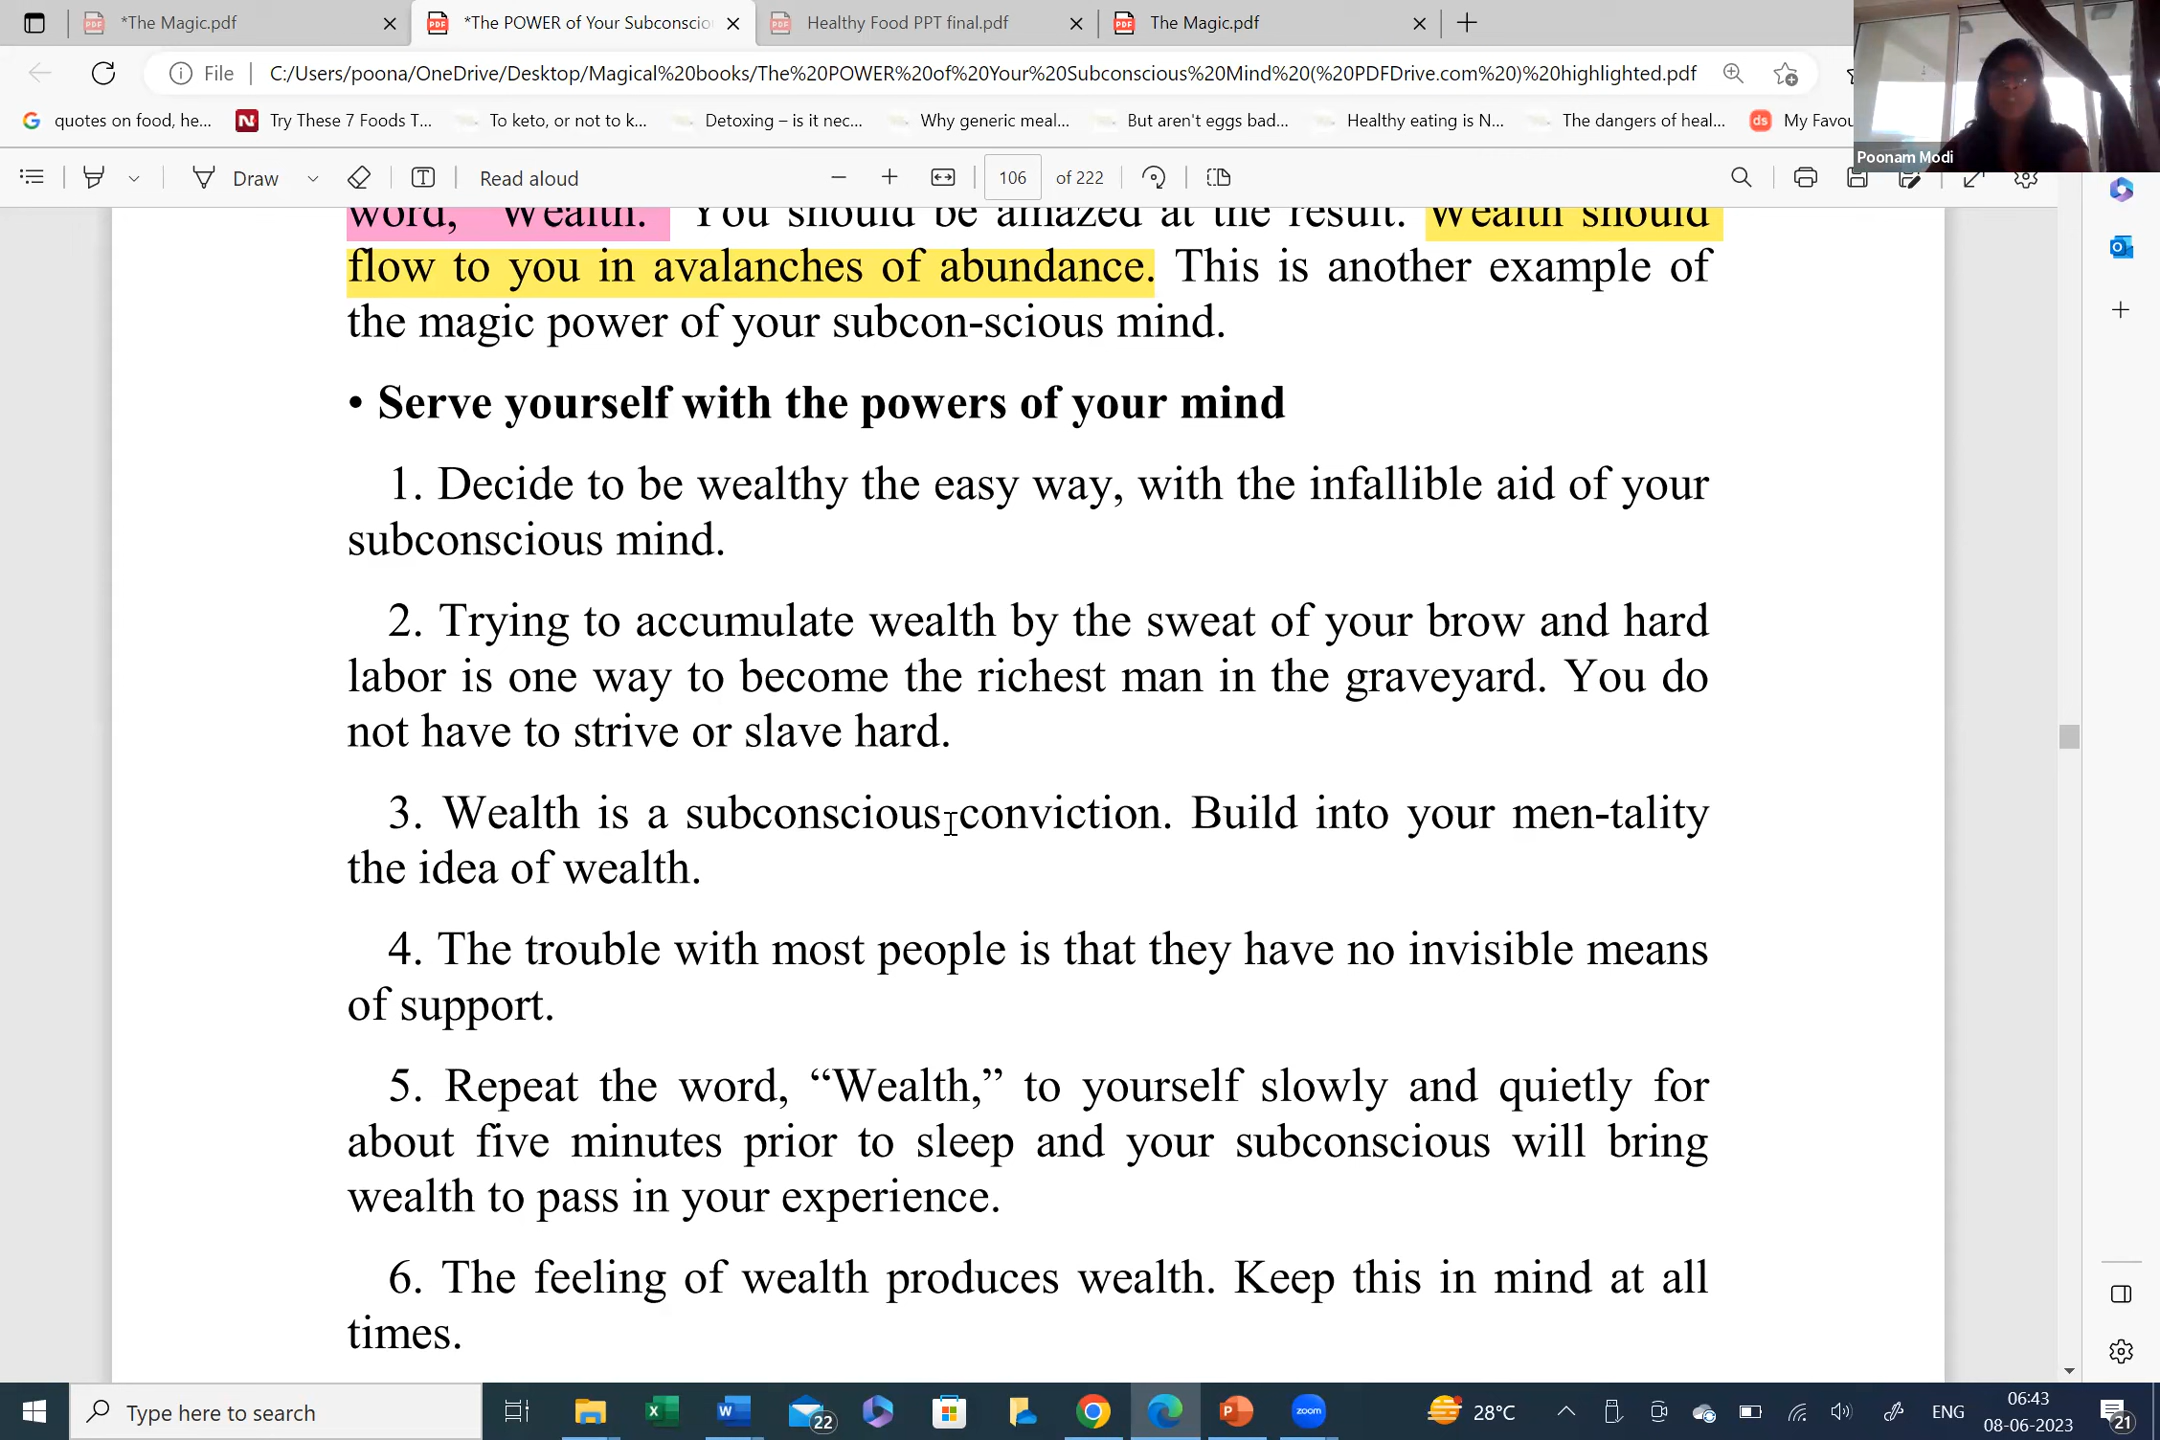 *The Magic.pdf
*The POWER of Your Subconscio
Healthy Food PPT final.pdf
The Magic.pdf
File C:/Users/poona/OneDrive/Desktop/Magical%20books/The%20POWER%20of%20Your%20Subconscious%20Mind%20(%20PDFDrive.com%20)%20highlighted.pdf
quotes on food, he... Try These 7 Foods T... To keto, or not to k... Detoxing – is it nec... Why generic meal... But aren't eggs bad... Healthy eating is N... The dangers of heal... My Favou
Poonam Modi
Draw Read aloud 106 of 222
word, "Wealth." You should be amazed at the result. Wealth should
flow to you in avalanches of abundance. This is another example of
the magic power of your subcon-scious mind.
• Serve yourself with the powers of your mind
1. Decide to be wealthy the easy way, with the infallible aid of your
subconscious mind.
2. Trying to accumulate wealth by the sweat of your brow and hard
labor is one way to become the richest man in the graveyard. You do
not have to strive or slave hard.
3. Wealth is a subconscious conviction. Build into your men-tality
the idea of wealth.
4. The trouble with most people is that they have no invisible means
of support.
5. Repeat the word, “Wealth,” to yourself slowly and quietly for
about five minutes prior to sleep and your subconscious will bring
wealth to pass in your experience.
6. The feeling of wealth produces wealth. Keep this in mind at all
times.
Type here to search 22 zoom 28°C ENG 06:43 21
08-06-2023